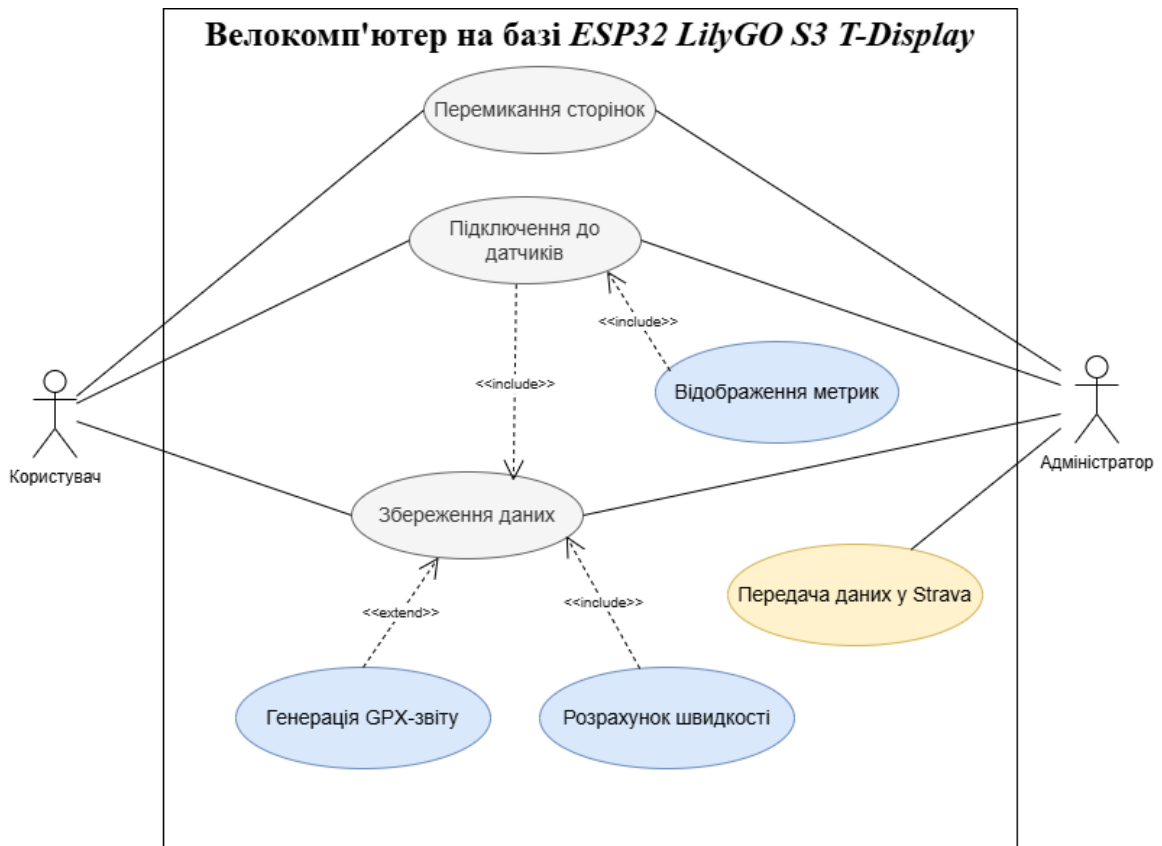 Велокомп'ютер на базі ESP32 LilyGO S3 T-Display
Перемикання сторінок
Підключення до
датчиків
<<include>>
<<include>>
Відображення метрик
Користувач
Адміністратор
Збереження даних
<<extend>>
<<include>>
Передача даних у Strava
Генерація GPX-звіту
Розрахунок швидкості